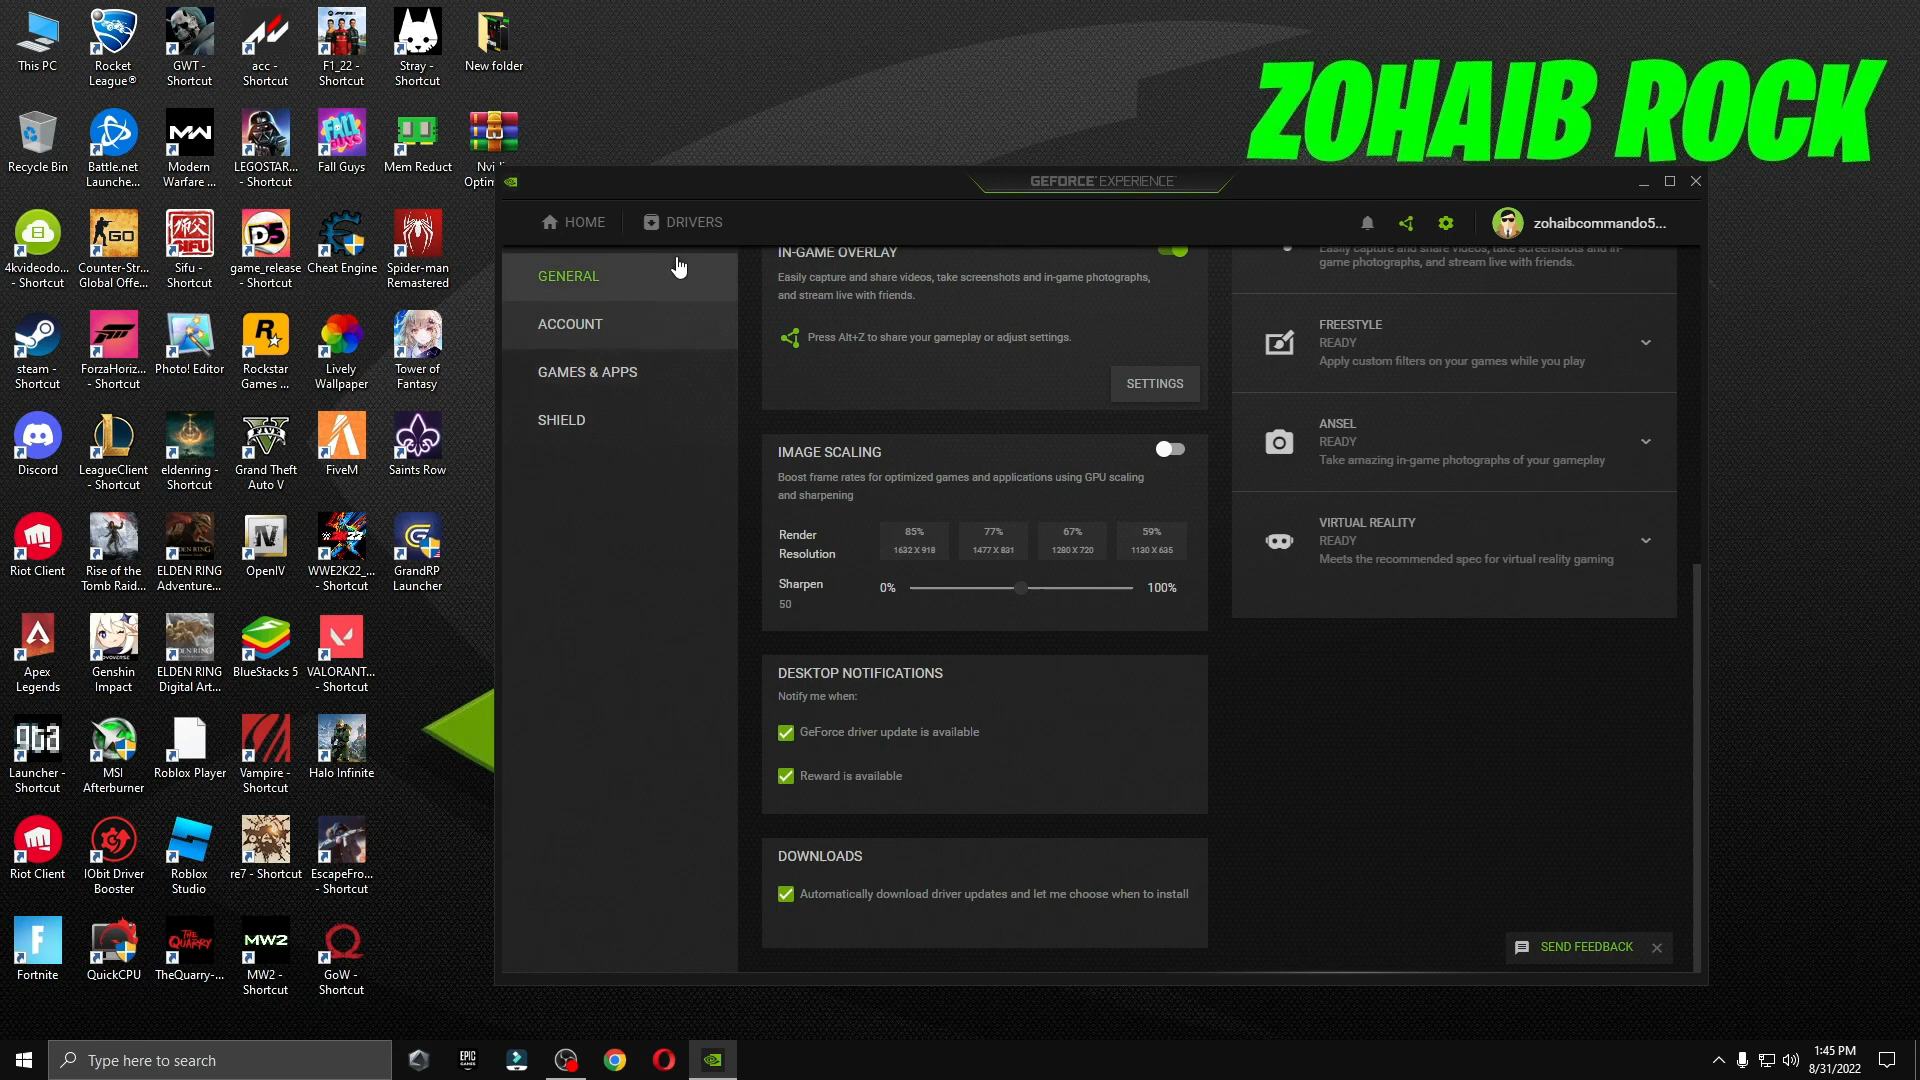 This PC
Rocket
League®
GWT -
Shortcut
acc -
Shortcut
F1_22 -
Shortcut
Stray -
Shortcut
New folder
ZOHAIB ROCK
Recycle Bin
Battle.net
Launche...
Modern
Warfare ...
LEGOSTAR...
- Shortcut
Fall Guys
Mem Reduct
4kvideodo...
- Shortcut
Counter-Str...
Global Offe...
Sifu -
Shortcut
game_release
- Shortcut
Cheat Engine
Spider-man
Remastered
steam -
Shortcut
ForzaHoriz...
- Shortcut
Photo! Editor
Rockstar
Games ...
Lively
Wallpaper
Tower of
Fantasy
Discord
LeagueClient
- Shortcut
eldenring -
Shortcut
Grand Theft
Auto V
FiveM
Saints Row
Riot Client
Rise of the
Tomb Raid...
ELDEN RING
Adventure...
OpenIV
WWE2K22_...
- Shortcut
GrandRP
Launcher
Apex
Legends
Genshin
Impact
ELDEN RING
Digital Art...
BlueStacks 5
VALORANT...
- Shortcut
Launcher -
Shortcut
MSI
Afterburner
Roblox Player
Vampire -
Shortcut
Halo Infinite
Riot Client
IObit Driver
Booster
Roblox
Studio
re7 - Shortcut
EscapeFro...
- Shortcut
Fortnite
QuickCPU
TheQuarry-...
MW2 -
Shortcut
GoW -
Shortcut
GEFORCE EXPERIENCE
HOME
DRIVERS
zohaibcommando5...
GENERAL
ACCOUNT
GAMES & APPS
SHIELD
IN-GAME OVERLAY
Easily capture and share videos, take screenshots and in-game photographs,
and stream live with friends.
Press Alt+Z to share your gameplay or adjust settings.
SETTINGS
IMAGE SCALING
Boost frame rates for optimized games and applications using GPU scaling
and sharpening
Render
Resolution
85%
1632 X 918
77%
1477 X 831
67%
1280 X 720
59%
1130 X 635
Sharpen
50
0%
100%
DESKTOP NOTIFICATIONS
Notify me when:
GeForce driver update is available
Reward is available
DOWNLOADS
Automatically download driver updates and let me choose when to install
Easily capture and share videos, take screenshots and in-
game photographs, and stream live with friends.
FREESTYLE
READY
Apply custom filters on your games while you play
ANSEL
READY
Take amazing in-game photographs of your gameplay
VIRTUAL REALITY
READY
Meets the recommended spec for virtual reality gaming
SEND FEEDBACK
Type here to search
EPIC
GAMES
1:45 PM
8/31/2022